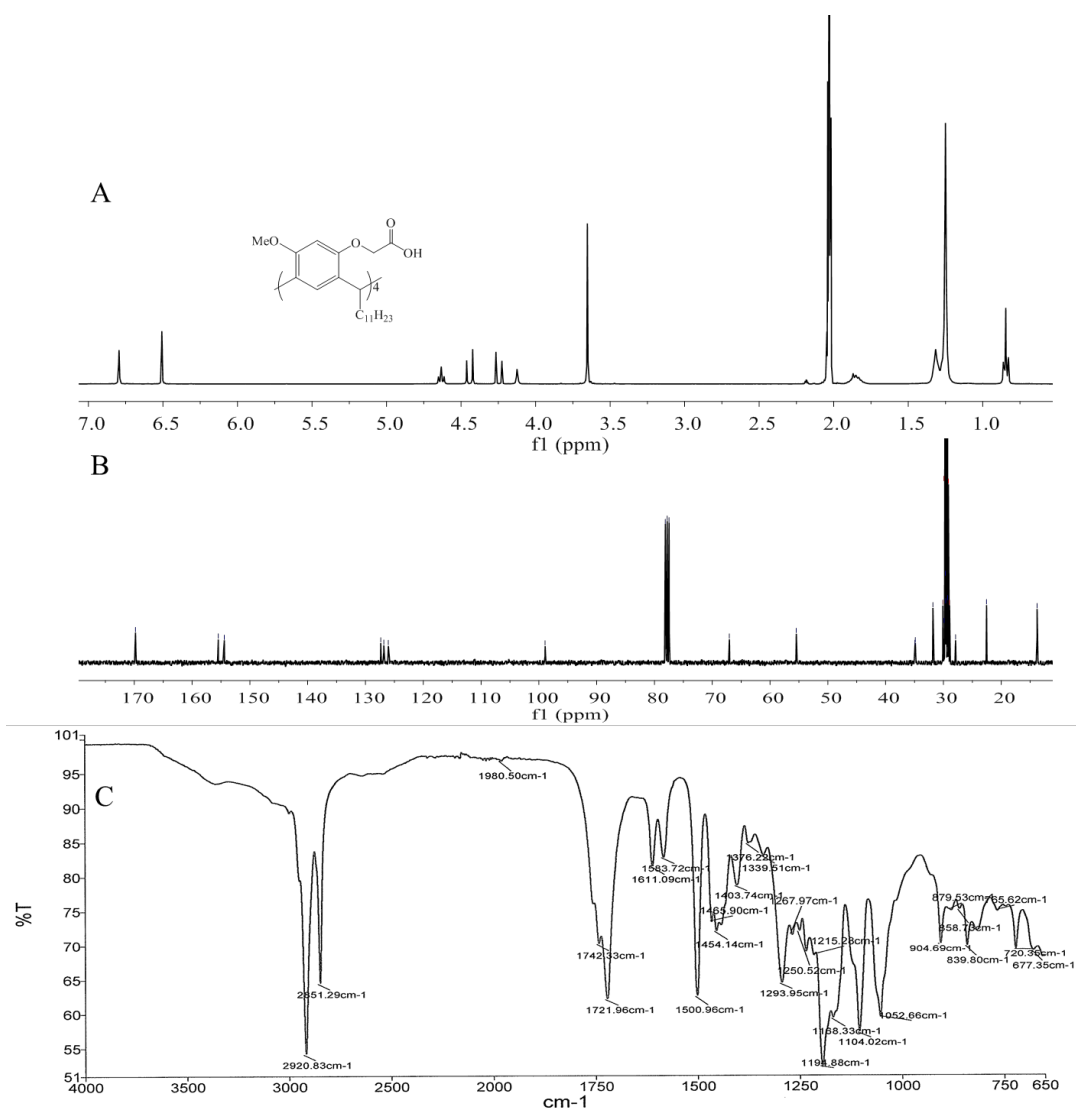 A
MeO
O
O
OH
4
C11H23
7.0 6.5 6.0 5.5 5.0 4.5 4.0 3.5 3.0 2.5 2.0 1.5 1.0
f1 (ppm)
B
170 160 150 140 130 120 110 100 90 80 70 60 50 40 30 20
f1 (ppm)
C
%T
101
95
90
85
80
75
70
65
60
55
51
1980.50cm-1
1583.72cm-1
1611.09cm-1
1376.22cm-1
1339.51cm-1
1403.74cm-1
1465.90cm-1
1267.97cm-1
1454.14cm-1
1742.33cm-1
1215.28cm-1
1250.52cm-1
879.53cm-1
765.62cm-1
858.73cm-1
904.69cm-1
839.80cm-1
720.36cm-1
677.35cm-1
2851.29cm-1
1721.96cm-1
1500.96cm-1
1293.95cm-1
1052.66cm-1
1168.33cm-1
1104.02cm-1
2920.83cm-1
1194.88cm-1
4000 3500 3000 2500 2000 1750 1500 1250 1000 750 650
cm-1